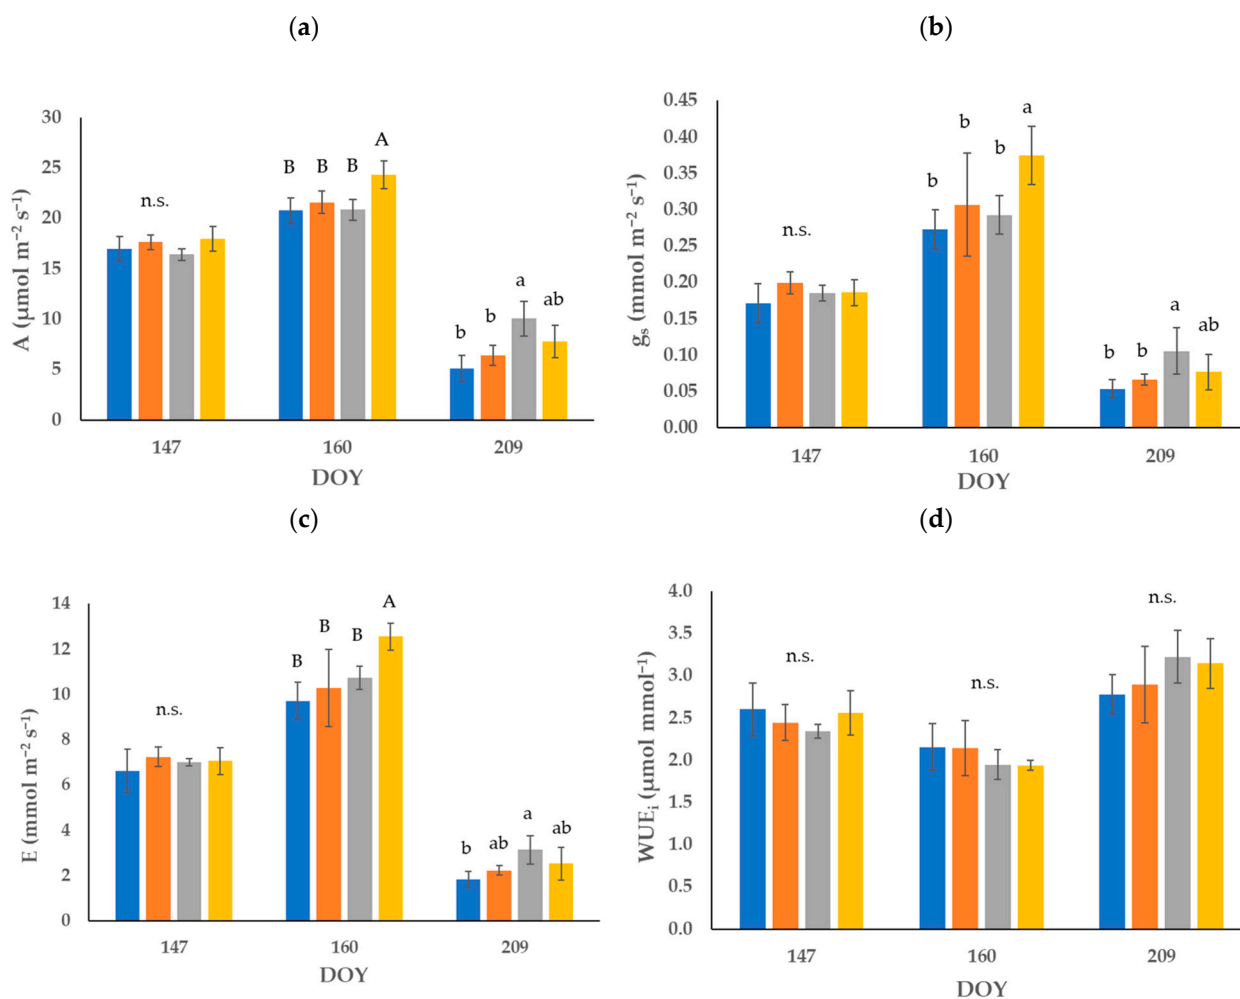 (a)
A (µmol m⁻² s⁻¹)
30
25
20
15
10
5
0
n.s.
B B B A
b b a ab
147 160 209
DOY
(b)
gₛ (mmol m⁻² s⁻¹)
0.45
0.40
0.35
0.30
0.25
0.20
0.15
0.10
0.05
0.00
n.s.
b b b a
b b a ab
147 160 209
DOY
(c)
E (mmol m⁻² s⁻¹)
14
12
10
8
6
4
2
0
n.s.
B B B A
b ab a ab
147 160 209
DOY
(d)
WUEᵢ (µmol mmol⁻¹)
4.0
3.5
3.0
2.5
2.0
1.5
1.0
0.5
0.0
n.s. n.s. n.s.
147 160 209
DOY